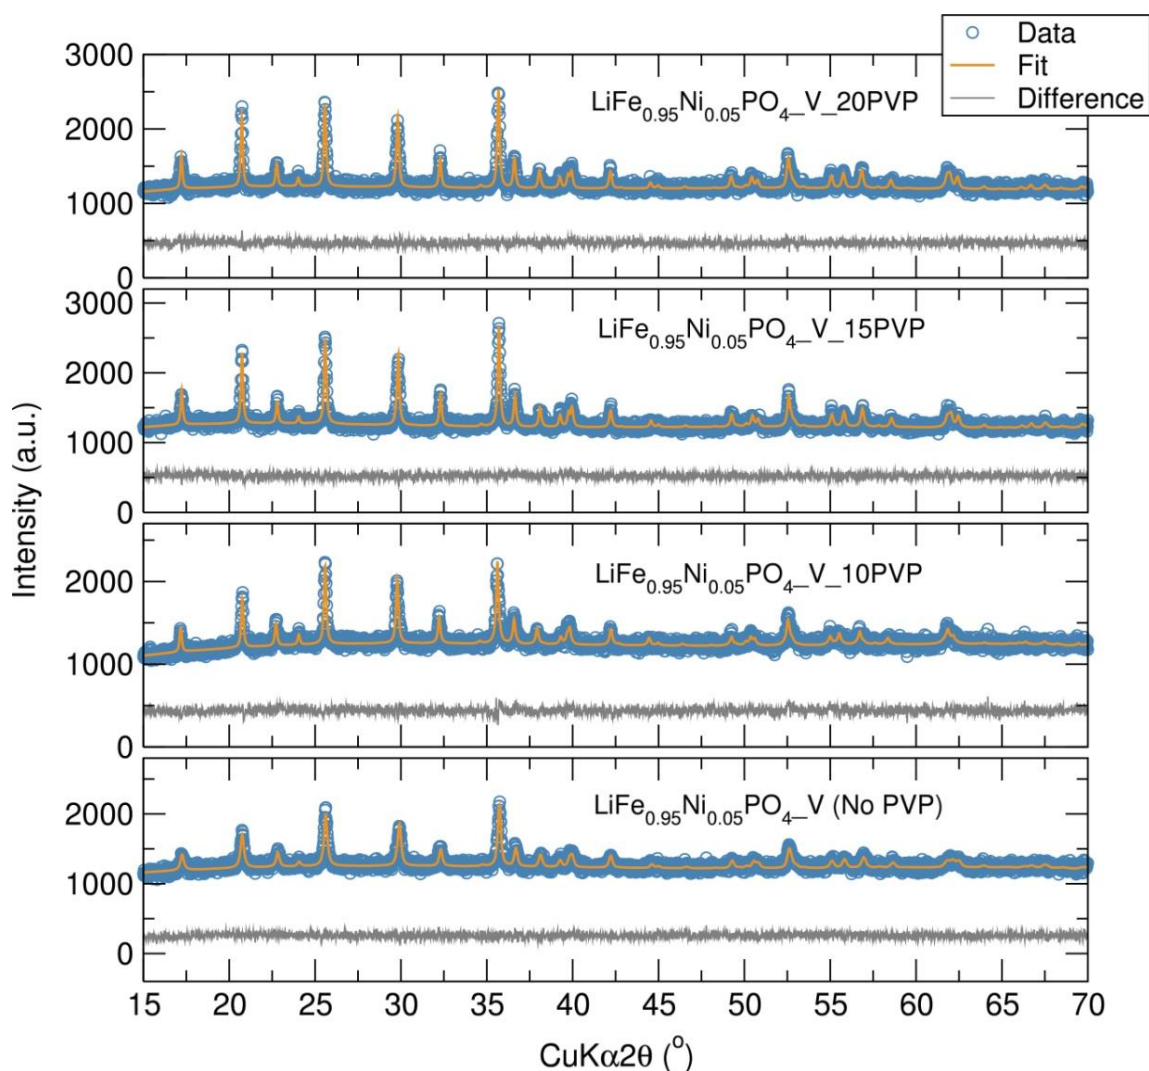 Data
Fit
Difference
3000
2000
1000
0
LiFe0.95Ni0.05PO4_V_20PVP
3000
2000
1000
0
LiFe0.95Ni0.05PO4_V_15PVP
2000
1000
0
LiFe0.95Ni0.05PO4_V_10PVP
2000
1000
0
LiFe0.95Ni0.05PO4_V (No PVP)
Intensity (a.u.)
15 20 25 30 35 40 45 50 55 60 65 70
CuKα2θ (°)